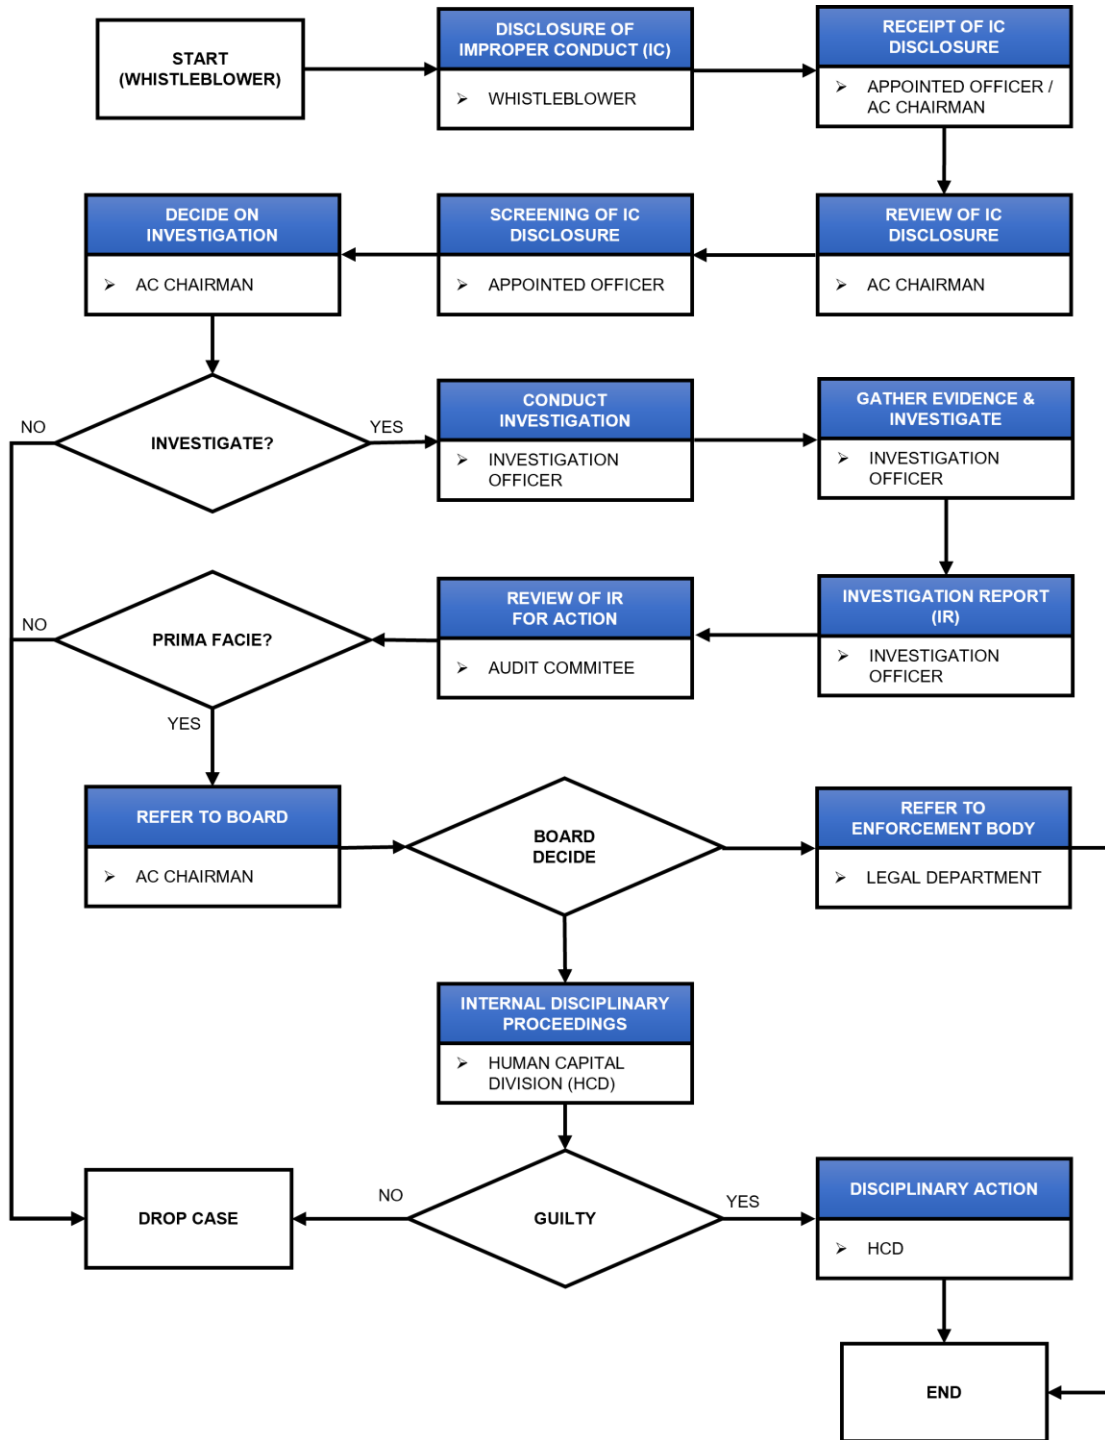 START
(WHISTLEBLOWER)
DISCLOSURE OF
IMPROPER CONDUCT (IC)
➢ WHISTLEBLOWER
RECEIPT OF IC
DISCLOSURE
➢ APPOINTED OFFICER /
AC CHAIRMAN
DECIDE ON
INVESTIGATION
➢ AC CHAIRMAN
SCREENING OF IC
DISCLOSURE
➢ APPOINTED OFFICER
REVIEW OF IC
DISCLOSURE
➢ AC CHAIRMAN
NO
INVESTIGATE?
YES
CONDUCT
INVESTIGATION
➢ INVESTIGATION
OFFICER
GATHER EVIDENCE &
INVESTIGATE
➢ INVESTIGATION
OFFICER
NO
PRIMA FACIE?
YES
REVIEW OF IR
FOR ACTION
➢ AUDIT COMMITEE
INVESTIGATION REPORT
(IR)
➢ INVESTIGATION
OFFICER
REFER TO BOARD
➢ AC CHAIRMAN
BOARD
DECIDE
REFER TO
ENFORCEMENT BODY
➢ LEGAL DEPARTMENT
INTERNAL DISCIPLINARY
PROCEEDINGS
➢ HUMAN CAPITAL
DIVISION (HCD)
DROP CASE
NO
GUILTY
YES
DISCIPLINARY ACTION
➢ HCD
END